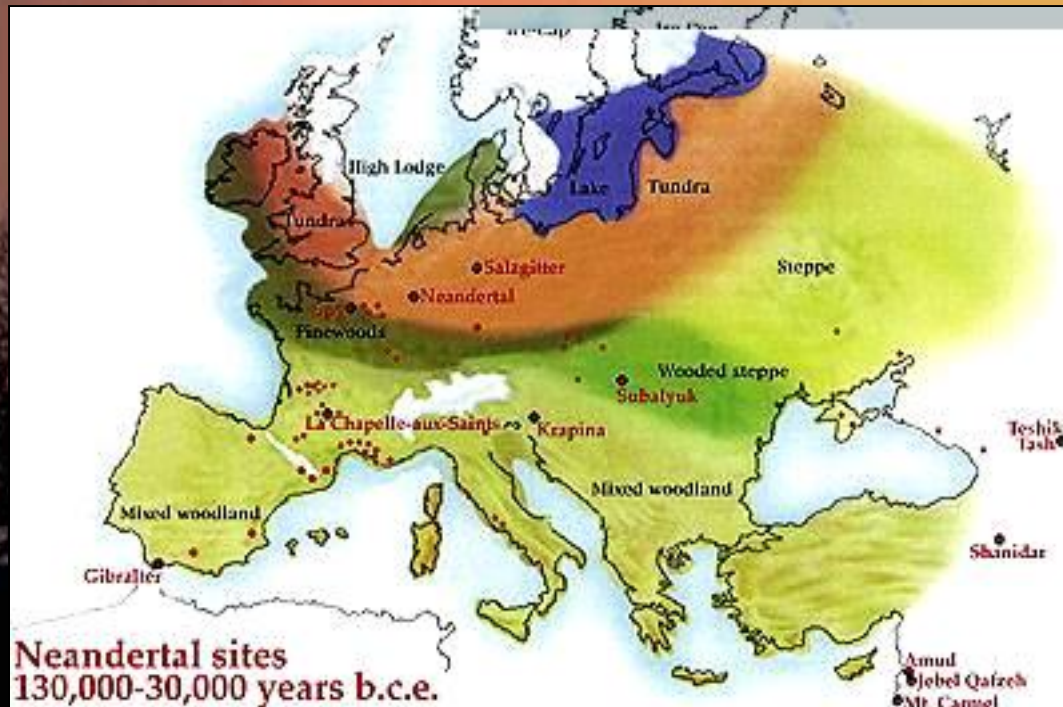 Ice-Cap
High Lodge
Tundra
Lake
Tundra
Salzgitter
Steppe
Neandertal
Spy
Pinewoods
Wooded steppe
Subalyuk
La Chapelle-aux-Saints
Krapina
Teshik
Tash
Mixed woodland
Mixed woodland
Shanidar
Gibralter
Neandertal sites
130,000-30,000 years b.c.e.
Amud
Jebel Qafzeh
Mt. Carmel